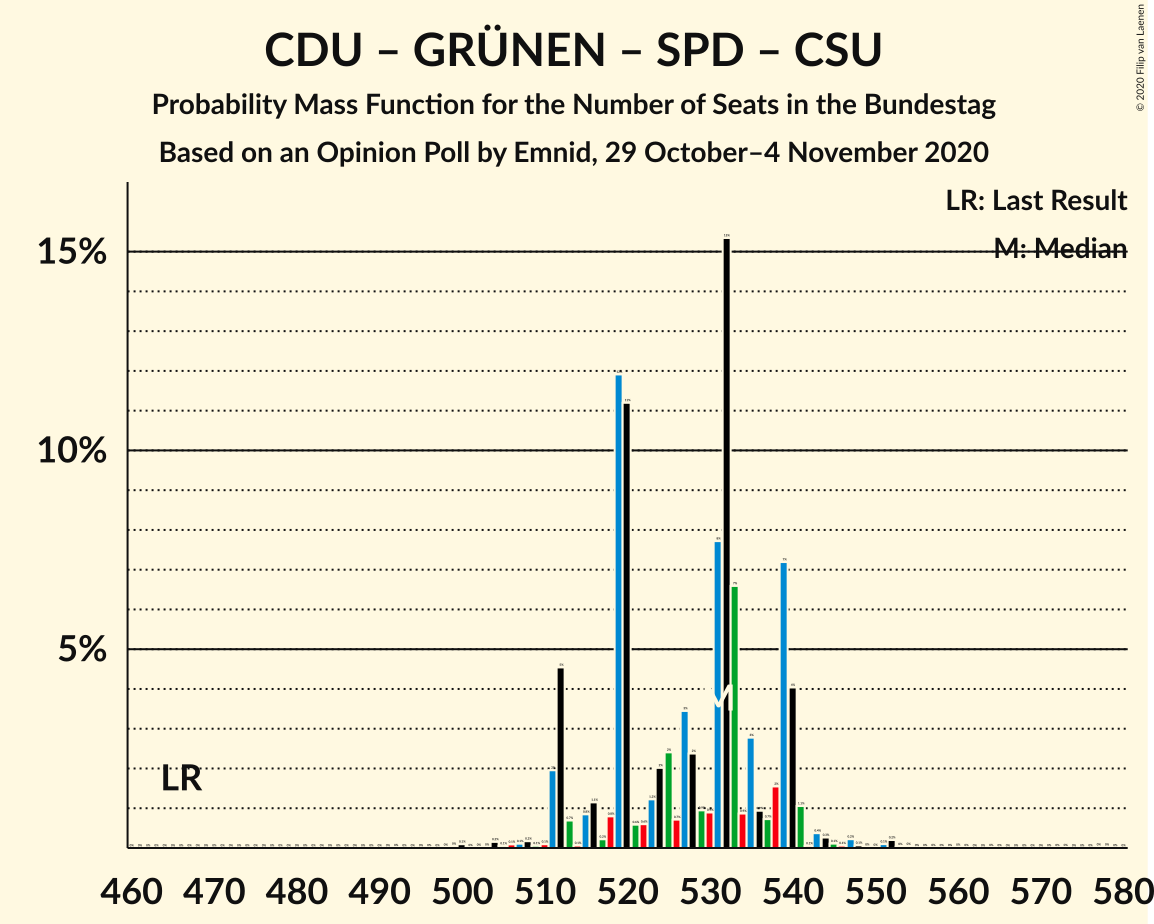 CDU – GRÜNEN – SPD – CSU
Probability Mass Function for the Number of Seats in the Bundestag
Based on an Opinion Poll by Emnid, 29 October–4 November 2020
© 2020 Filip van Laenen
LR: Last Result
M: Median
15%
10%
5%
M
LR
460 470 480 490 500 510 520 530 540 550 560 570 580